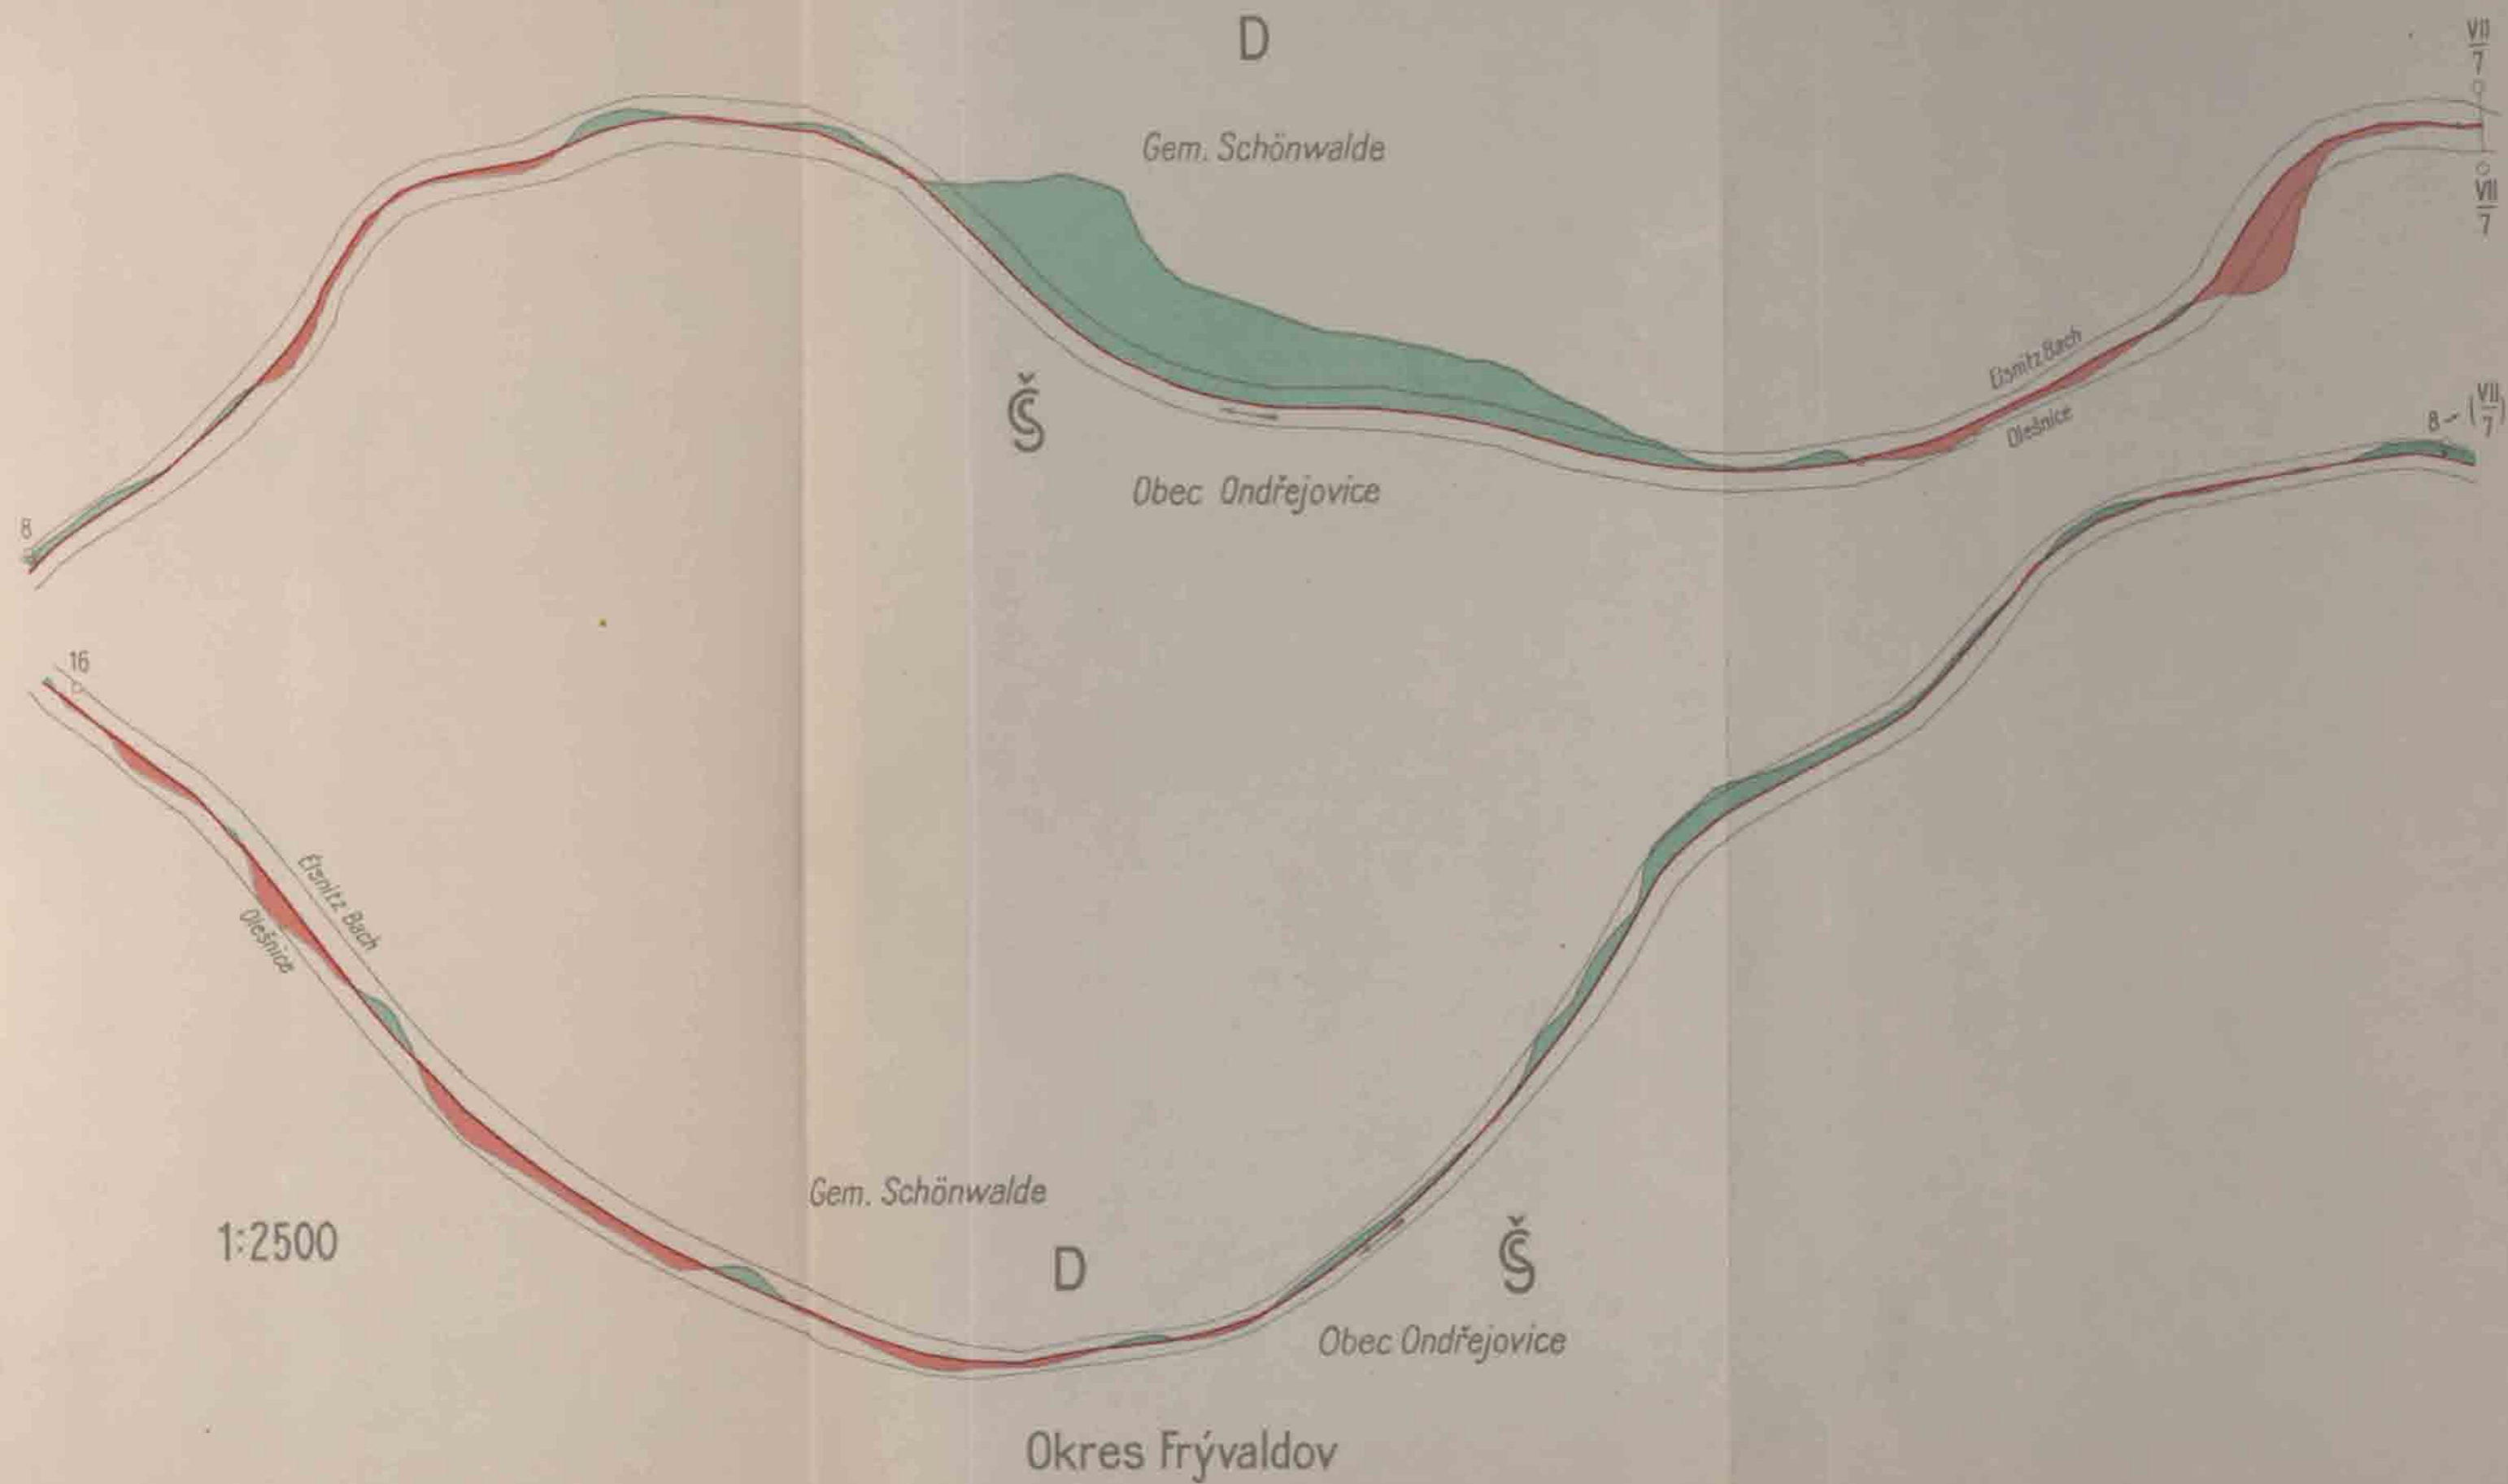 D
VII
7
Gem. Schönwalde
VII
7
Elsnitz Bach
Olešnice
Š
8 - (VII
7)
Obec Ondřejovice
8
16
Elsnitz Bach
Olešnice
Gem. Schönwalde
1:2500
D
Š
Obec Ondřejovice
Okres Frývaldov